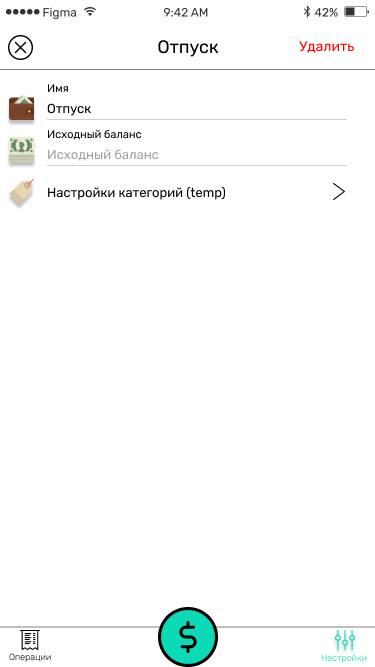 Figma 9:42 AM 42%
Отпуск Удалить
Имя
Отпуск
Исходный баланс
Исходный баланс
Настройки категорий (temp)
$
Операции Настройки